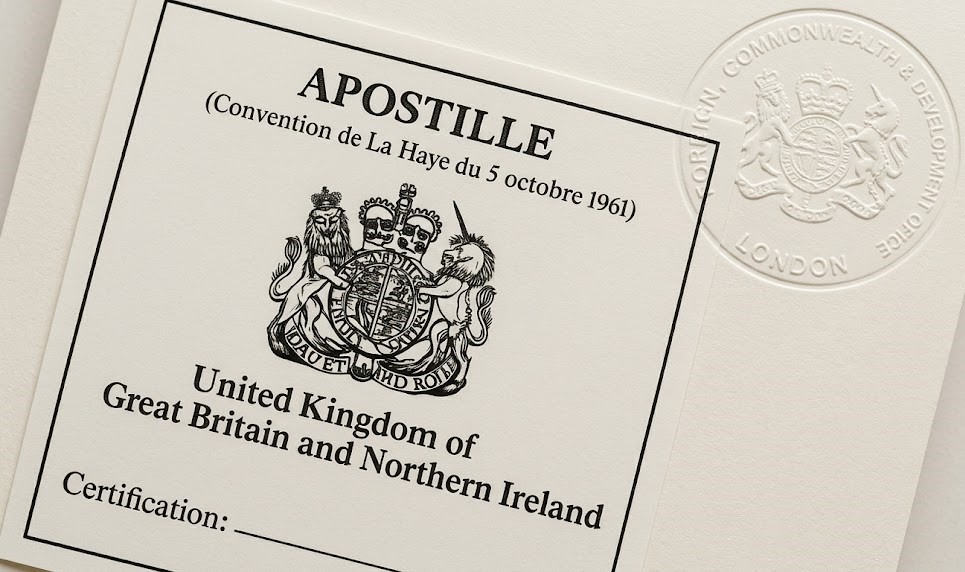 APOSTILLE
(Convention de La Haye du 5 octobre 1961)
United Kingdom of
Great Britain and Northern Ireland
Certification:
FOREIGN, COMMONWEALTH & DEVELOPMENT OFFICE
LONDON